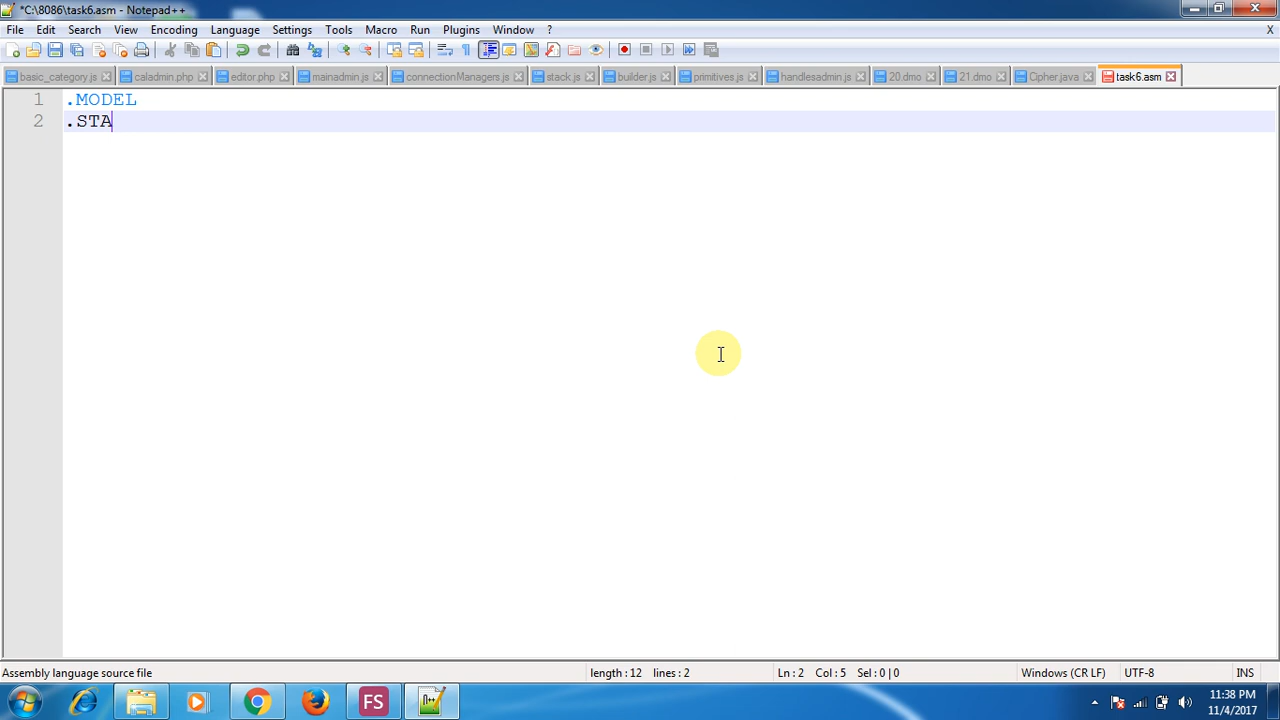 *C:\8086\task6.asm - Notepad++
File Edit Search View Encoding Language Settings Tools Macro Run Plugins Window ? X
basic_category.js caladmin.php editor.php mainadmin.js connectionManagers.js stack.js builder.js primitives.js handlesadmin.js 20.dmo 21.dmo Cipher.java task6.asm
1 .MODEL
2 .STA
Assembly language source file length : 12 lines : 2 Ln : 2 Col : 5 Sel : 0 | 0 Windows (CR LF) UTF-8 INS
FS 11:38 PM
11/4/2017